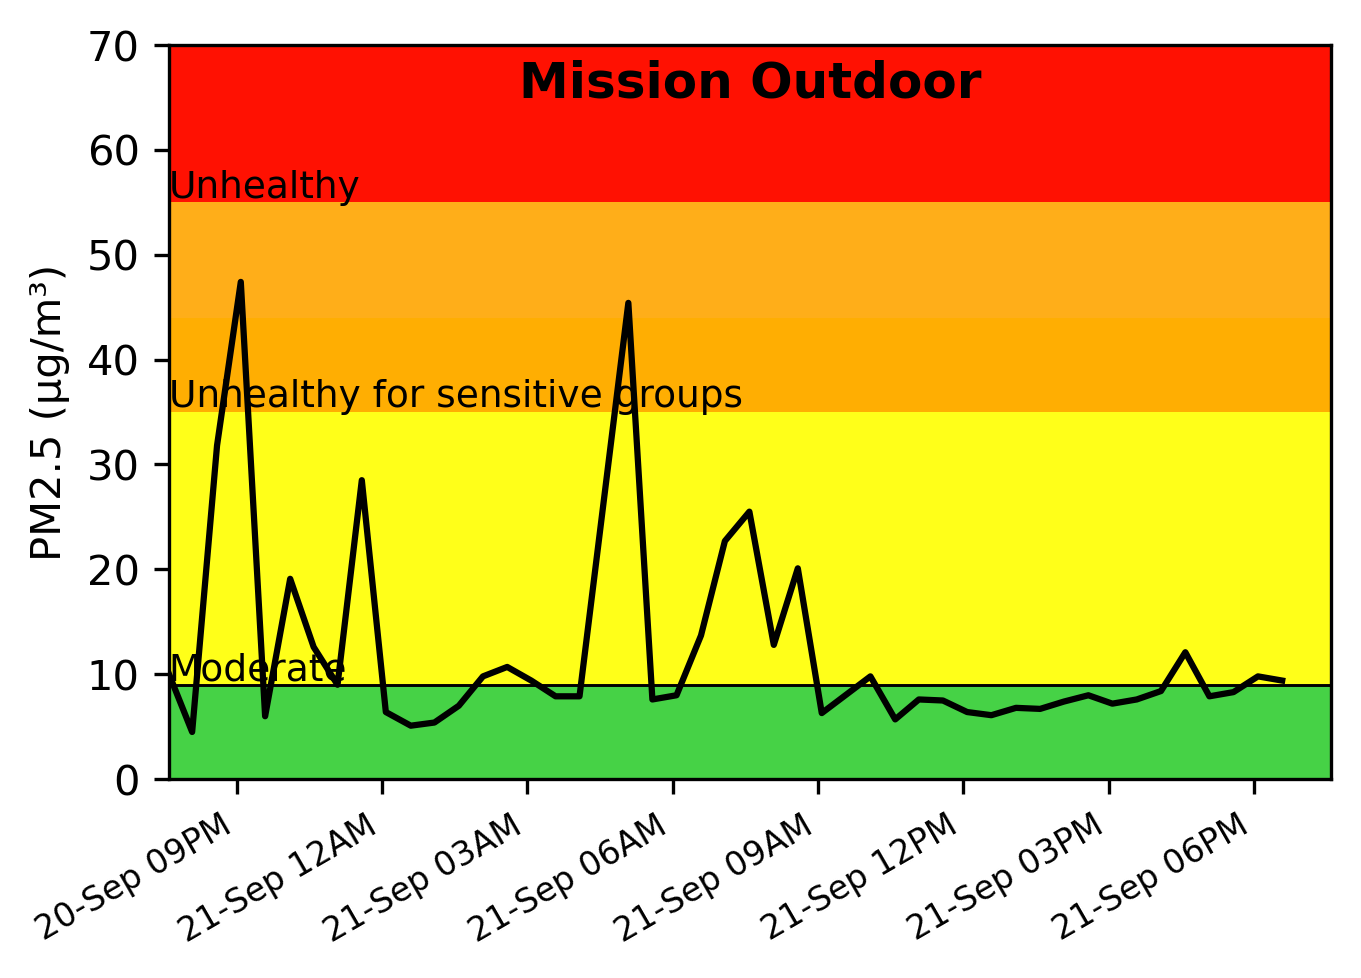 Mission Outdoor
70
60
50
40
30
20
10
0
PM2.5 (µg/m³)
Unhealthy
Unhealthy for sensitive groups
Moderate
20-Sep 09PM
21-Sep 12AM
21-Sep 03AM
21-Sep 06AM
21-Sep 09AM
21-Sep 12PM
21-Sep 03PM
21-Sep 06PM